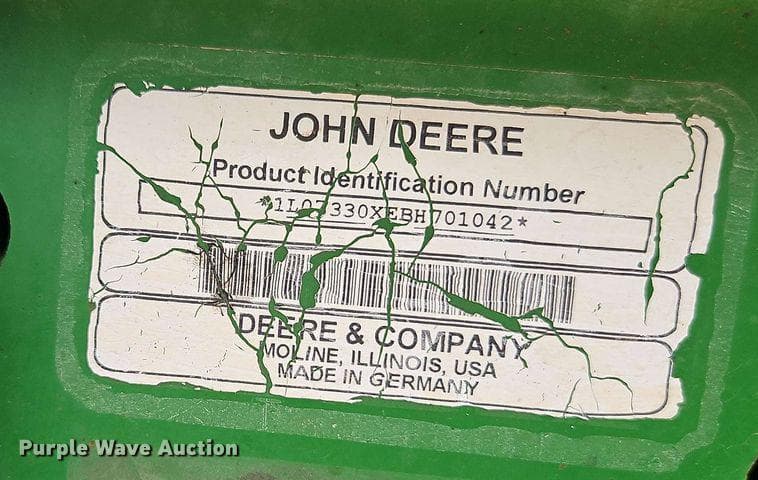 JOHN DEERE
Product Identification Number
*1L07330XEBH701042*
DEERE & COMPANY
MOLINE, ILLINOIS, USA
MADE IN GERMANY
Purple Wave Auction